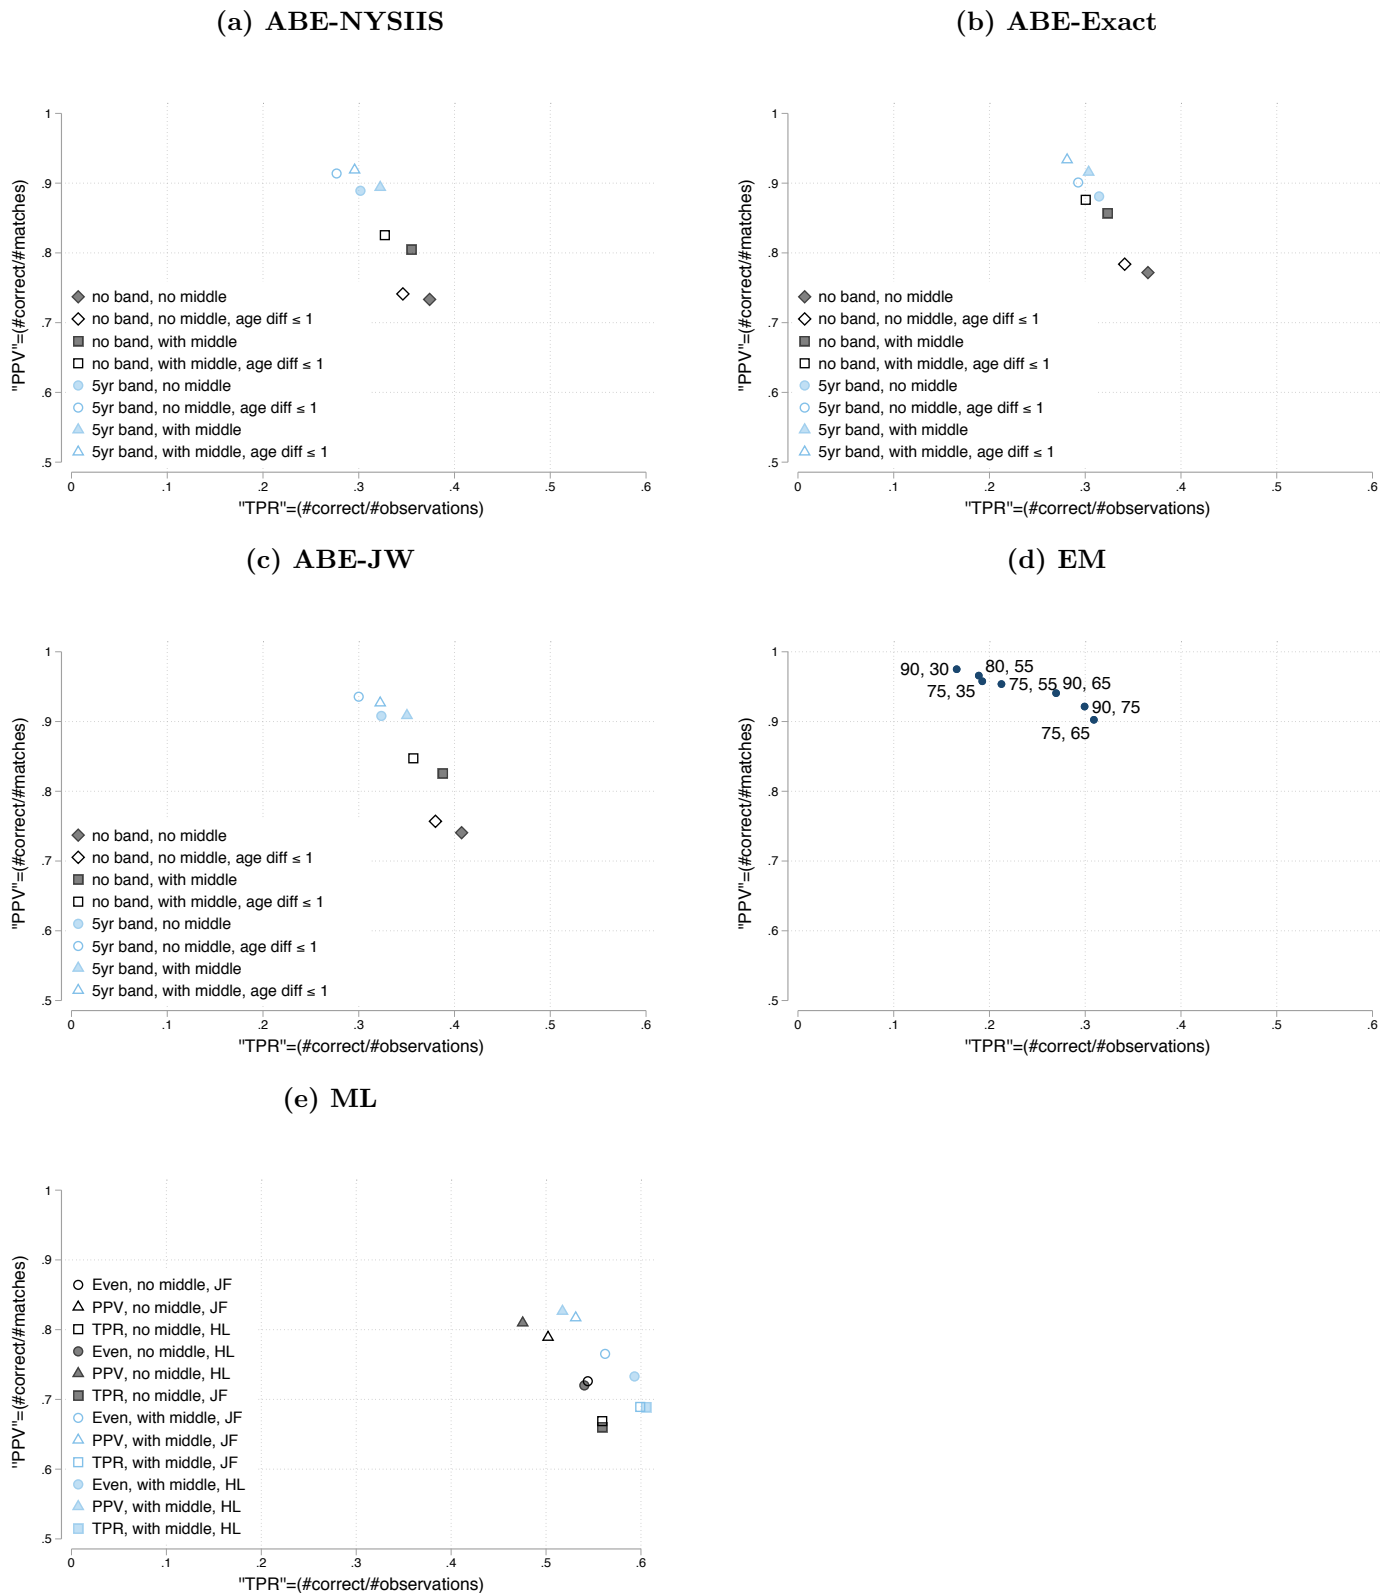 (a) ABE-NYSIIS
"PPV"=(#correct/#matches)
1
.9
.8
.7
.6
.5
no band, no middle
no band, no middle, age diff ≤ 1
no band, with middle
no band, with middle, age diff ≤ 1
5yr band, no middle
5yr band, no middle, age diff ≤ 1
5yr band, with middle
5yr band, with middle, age diff ≤ 1
0 .1 .2 .3 .4 .5 .6
"TPR"=(#correct/#observations)
(b) ABE-Exact
"PPV"=(#correct/#matches)
1
.9
.8
.7
.6
.5
no band, no middle
no band, no middle, age diff ≤ 1
no band, with middle
no band, with middle, age diff ≤ 1
5yr band, no middle
5yr band, no middle, age diff ≤ 1
5yr band, with middle
5yr band, with middle, age diff ≤ 1
0 .1 .2 .3 .4 .5 .6
"TPR"=(#correct/#observations)
(c) ABE-JW
"PPV"=(#correct/#matches)
1
.9
.8
.7
.6
.5
no band, no middle
no band, no middle, age diff ≤ 1
no band, with middle
no band, with middle, age diff ≤ 1
5yr band, no middle
5yr band, no middle, age diff ≤ 1
5yr band, with middle
5yr band, with middle, age diff ≤ 1
0 .1 .2 .3 .4 .5 .6
"TPR"=(#correct/#observations)
(d) EM
"PPV"=(#correct/#matches)
1
.9
.8
.7
.6
.5
90, 30
80, 55
75, 35
75, 55
90, 65
90, 75
75, 65
0 .1 .2 .3 .4 .5 .6
"TPR"=(#correct/#observations)
(e) ML
"PPV"=(#correct/#matches)
1
.9
.8
.7
.6
.5
Even, no middle, JF
PPV, no middle, JF
TPR, no middle, HL
Even, no middle, HL
PPV, no middle, HL
TPR, no middle, JF
Even, with middle, JF
PPV, with middle, JF
TPR, with middle, JF
Even, with middle, HL
PPV, with middle, HL
TPR, with middle, HL
0 .1 .2 .3 .4 .5 .6
"TPR"=(#correct/#observations)